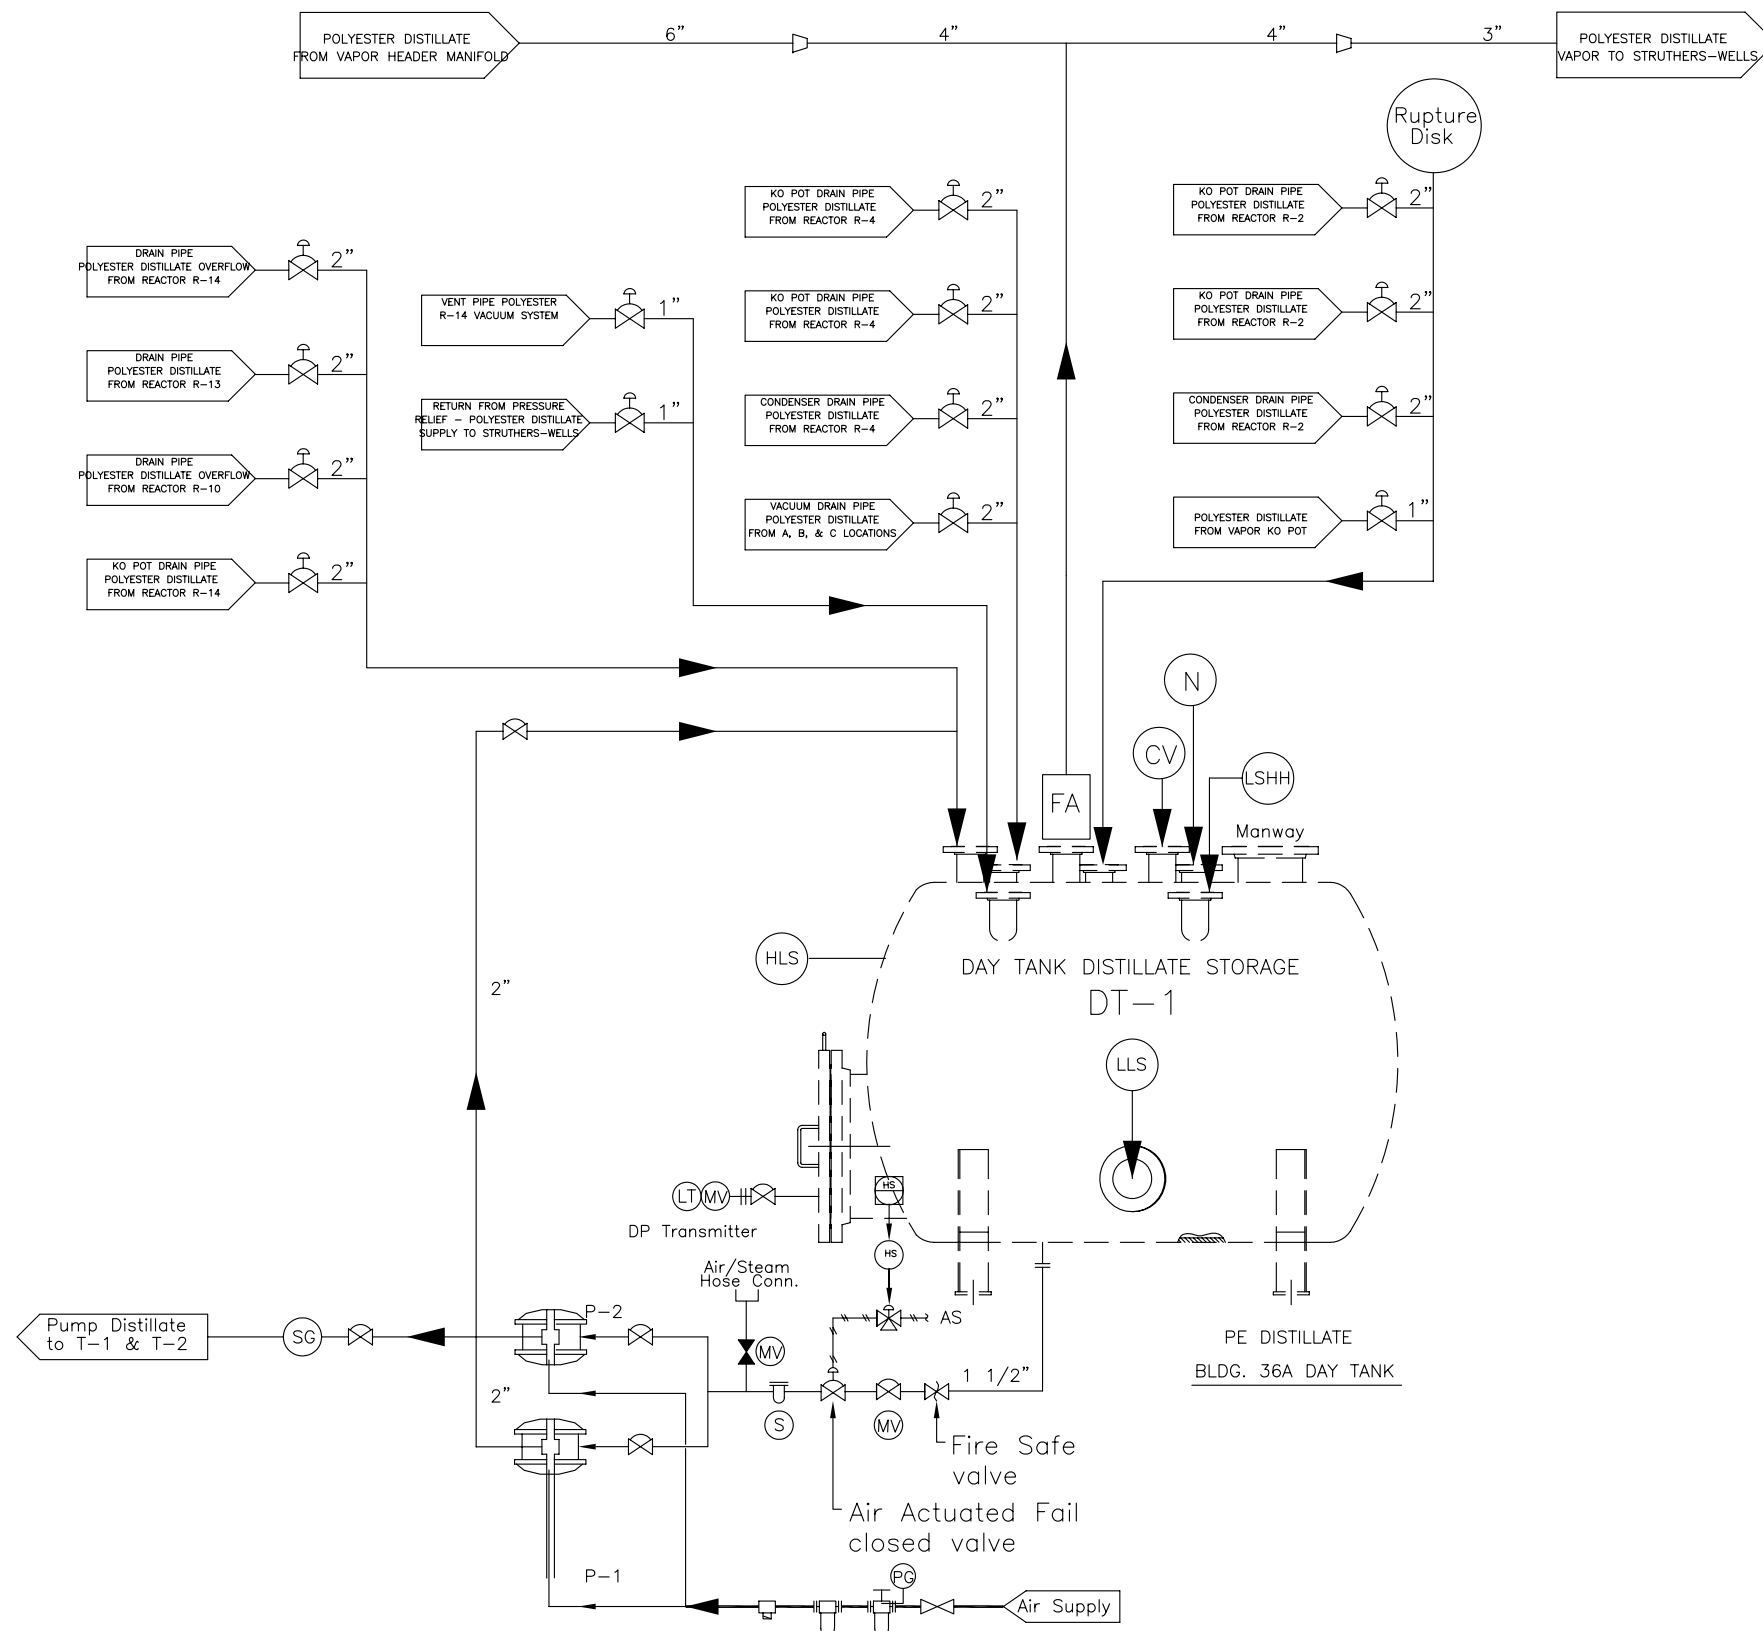 POLYESTER DISTILLATE
FROM VAPOR HEADER MANIFOLD
6"
4"
4"
3"
POLYESTER DISTILLATE
VAPOR TO STRUTHERS-WELLS
Rupture
Disk
KO POT DRAIN PIPE
POLYESTER DISTILLATE
FROM REACTOR R-4
2"
KO POT DRAIN PIPE
POLYESTER DISTILLATE
FROM REACTOR R-2
2"
DRAIN PIPE
POLYESTER DISTILLATE OVERFLOW
FROM REACTOR R-14
2"
VENT PIPE POLYESTER
R-14 VACUUM SYSTEM
1"
KO POT DRAIN PIPE
POLYESTER DISTILLATE
FROM REACTOR R-4
2"
KO POT DRAIN PIPE
POLYESTER DISTILLATE
FROM REACTOR R-2
2"
DRAIN PIPE
POLYESTER DISTILLATE
FROM REACTOR R-13
2"
RETURN FROM PRESSURE
RELIEF - POLYESTER DISTILLATE
SUPPLY TO STRUTHERS-WELLS
1"
CONDENSER DRAIN PIPE
POLYESTER DISTILLATE
FROM REACTOR R-4
2"
CONDENSER DRAIN PIPE
POLYESTER DISTILLATE
FROM REACTOR R-2
2"
DRAIN PIPE
POLYESTER DISTILLATE OVERFLOW
FROM REACTOR R-10
2"
VACUUM DRAIN PIPE
POLYESTER DISTILLATE
FROM A, B, & C LOCATIONS
2"
POLYESTER DISTILLATE
FROM VAPOR KO POT
1"
KO POT DRAIN PIPE
POLYESTER DISTILLATE
FROM REACTOR R-14
2"
N
CV
LSHH
FA
Manway
HLS
DAY TANK DISTILLATE STORAGE
DT-1
2"
LLS
LT
MV
DP Transmitter
HS
HS
Air/Steam
Hose Conn.
AS
Pump Distillate
to T-1 & T-2
SG
P-2
MV
PE DISTILLATE
BLDG. 36A DAY TANK
1 1/2"
2"
S
MV
Fire Safe
valve
Air Actuated Fail
closed valve
P-1
PG
Air Supply